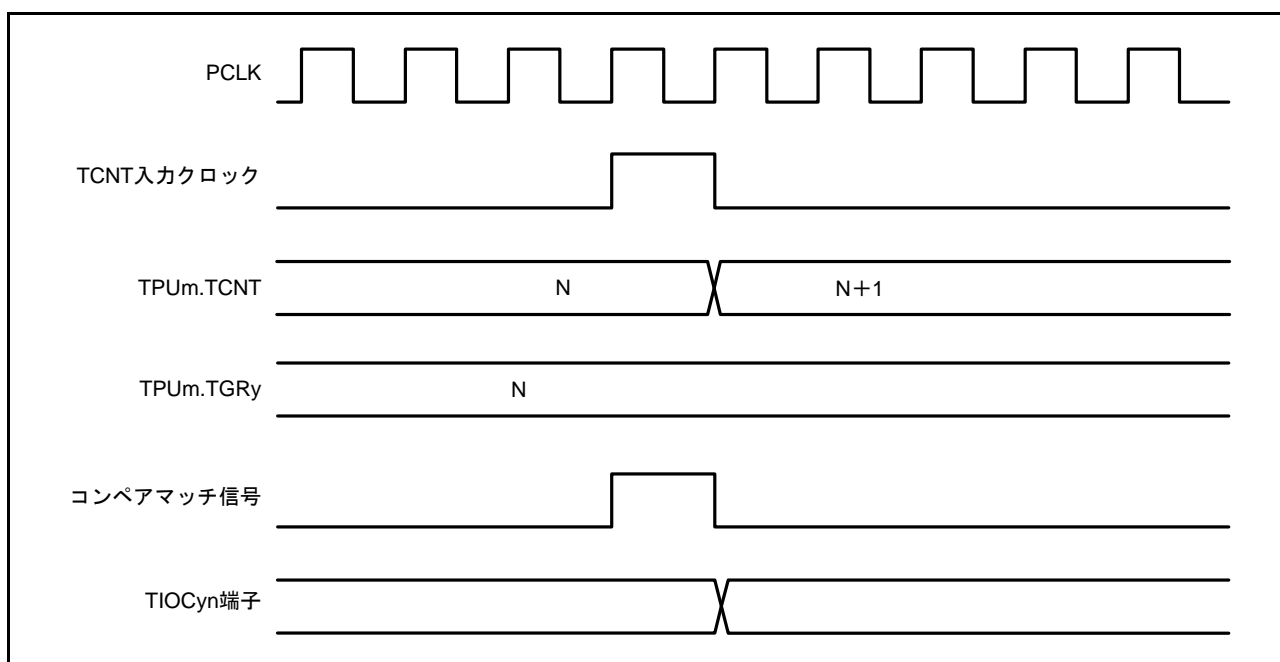 PCLK
TCNT入力クロック
TPUm.TCNT
N
N+1
TPUm.TGRy
N
コンペアマッチ信号
TIOCyn端子